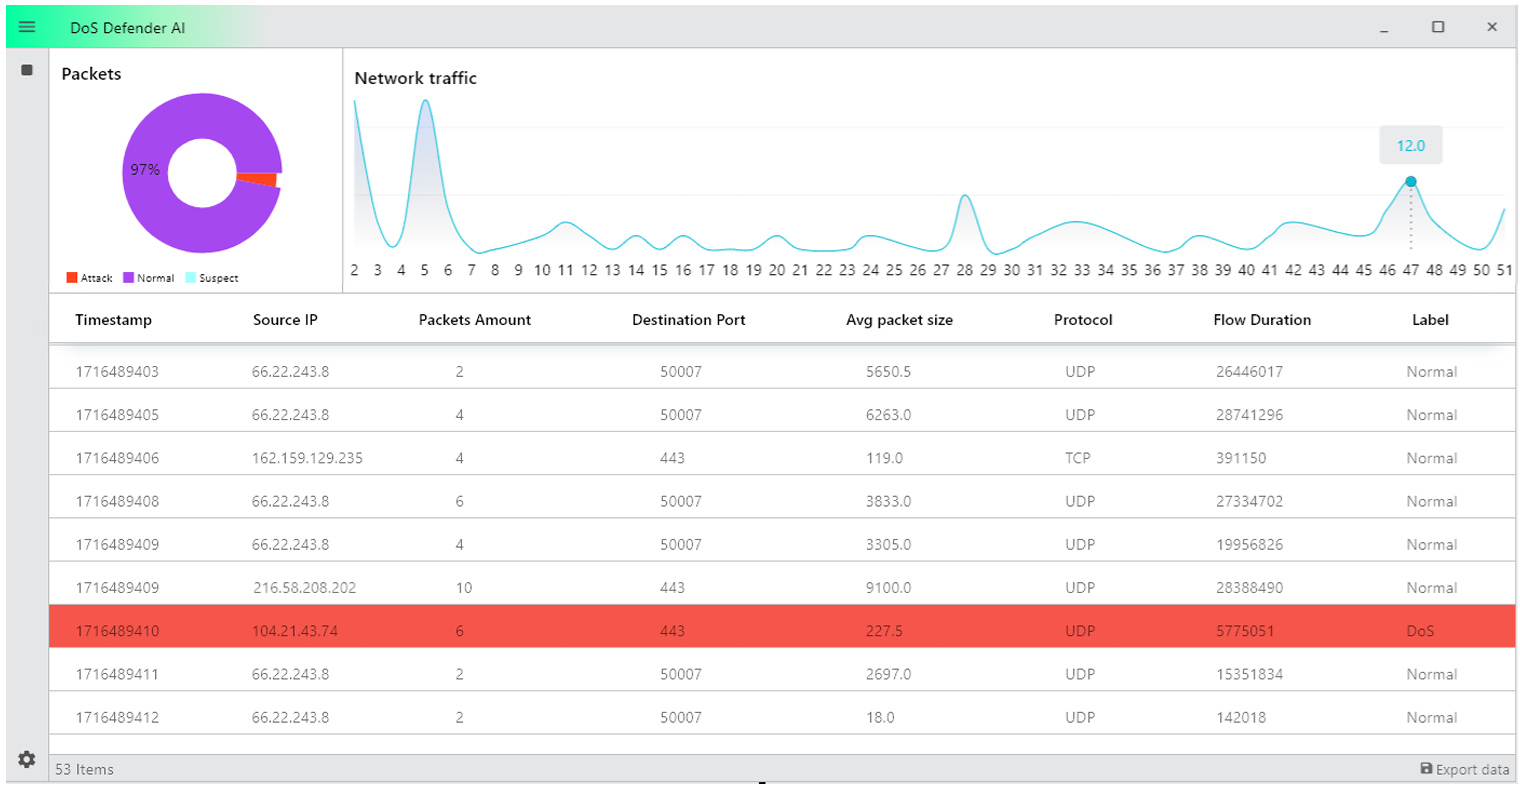 DoS Defender AI
Packets
97%
Attack Normal Suspect
Network traffic
12.0
2 3 4 5 6 7 8 9 10 11 12 13 14 15 16 17 18 19 20 21 22 23 24 25 26 27 28 29 30 31 32 33 34 35 36 37 38 39 40 41 42 43 44 45 46 47 48 49 50 51
Timestamp Source IP Packets Amount Destination Port Avg packet size Protocol Flow Duration Label
1716489403 66.22.243.8 2 50007 5650.5 UDP 26446017 Normal
1716489405 66.22.243.8 4 50007 6263.0 UDP 28741296 Normal
1716489406 162.159.129.235 4 443 119.0 TCP 391150 Normal
1716489408 66.22.243.8 6 50007 3833.0 UDP 27334702 Normal
1716489409 66.22.243.8 4 50007 3305.0 UDP 19956826 Normal
1716489409 216.58.208.202 10 443 9100.0 UDP 28388490 Normal
1716489410 104.21.43.74 6 443 227.5 UDP 5775051 DoS
1716489411 66.22.243.8 2 50007 2697.0 UDP 15351834 Normal
1716489412 66.22.243.8 2 50007 18.0 UDP 142018 Normal
53 Items Export data